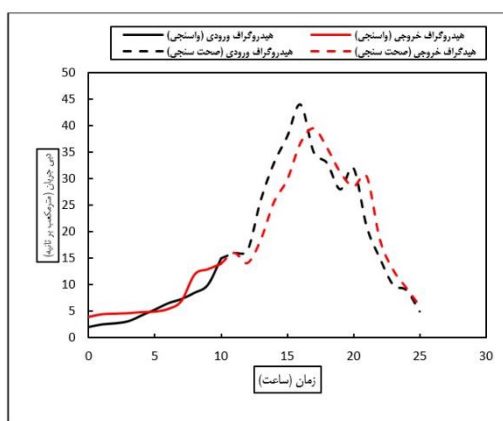 هیدروگراف ورودی (واسنجی) هیدروگراف خروجی (واسنجی)
هیدروگراف ورودی (صحت سنجی) هیدگراف خروجی (صحت سنجی)
50
45
40
35
30
25
20
15
10
5
0
دبی جریان (مترمکعب بر ثانیه)
0 5 10 15 20 25 30
زمان (ساعت)